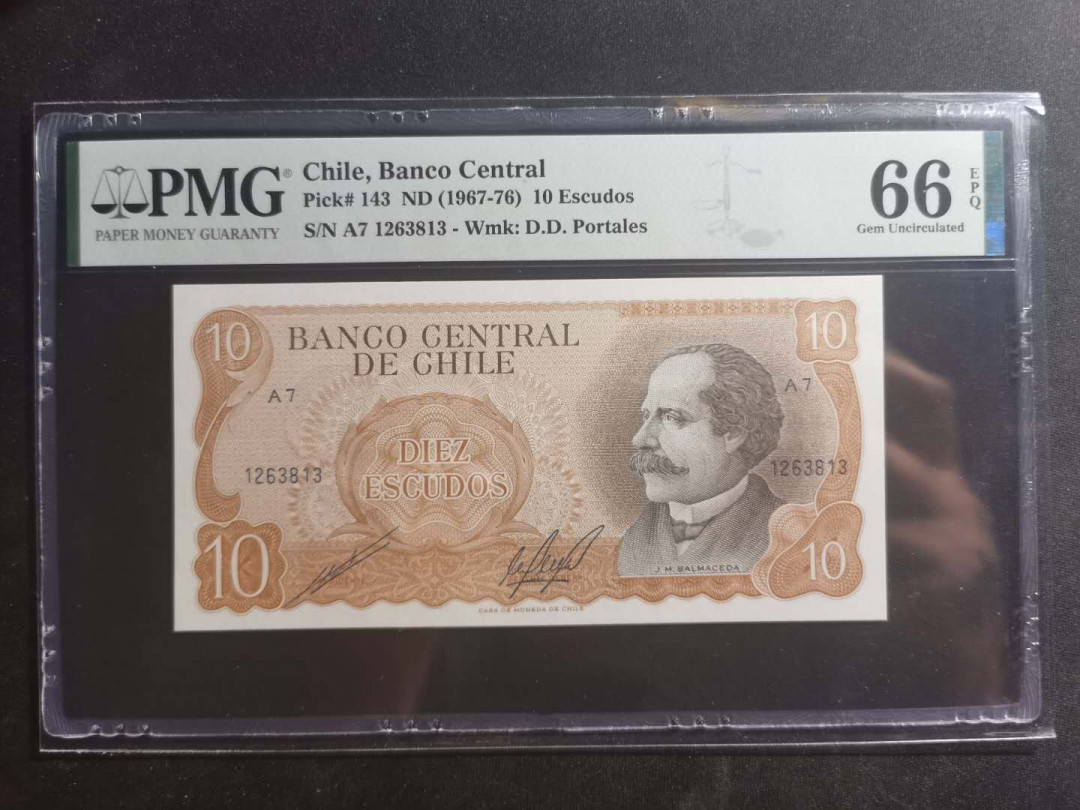 PMG®
PAPER MONEY GUARANTY
Chile, Banco Central
Pick# 143 ND (1967-76) 10 Escudos
S/N A7 1263813 - Wmk: D.D. Portales
66 EPQ
Gem Uncirculated
10
10
BANCO CENTRAL
DE CHILE
A7
A7
DIEZ
ESCUDOS
1263813
1263813
10
10
J. M. BALMACEDA
CASA DE MONEDA DE CHILE